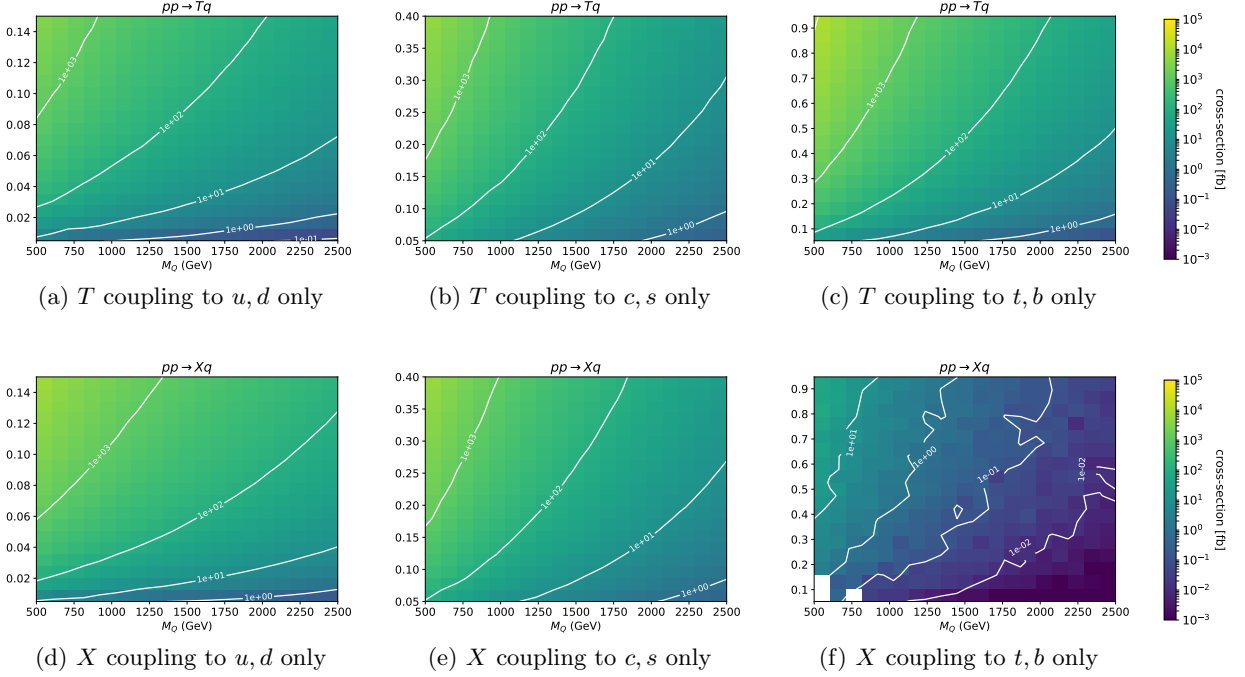 pp → Tq
0.14
0.12
0.10
0.08
0.06
0.04
0.02
1e+03
1e+02
1e+01
1e+00
1e-01
500 750 1000 1250 1500 1750 2000 2250 2500
M_Q (GeV)
(a) T coupling to u, d only
pp → Tq
0.40
0.35
0.30
0.25
0.20
0.15
0.10
0.05
1e+03
1e+02
1e+01
1e+00
500 750 1000 1250 1500 1750 2000 2250 2500
M_Q (GeV)
(b) T coupling to c, s only
pp → Tq
0.9
0.8
0.7
0.6
0.5
0.4
0.3
0.2
0.1
1e+03
1e+02
1e+01
1e+00
500 750 1000 1250 1500 1750 2000 2250 2500
M_Q (GeV)
(c) T coupling to t, b only
10^5
10^4
10^3
10^2
10^1
10^0
10^−1
10^−2
10^−3
cross-section [fb]
pp → Xq
0.14
0.12
0.10
0.08
0.06
0.04
0.02
1e+03
1e+02
1e+01
1e+00
500 750 1000 1250 1500 1750 2000 2250 2500
M_Q (GeV)
(d) X coupling to u, d only
pp → Xq
0.40
0.35
0.30
0.25
0.20
0.15
0.10
0.05
1e+03
1e+02
1e+01
1e+00
500 750 1000 1250 1500 1750 2000 2250 2500
M_Q (GeV)
(e) X coupling to c, s only
pp → Xq
0.9
0.8
0.7
0.6
0.5
0.4
0.3
0.2
0.1
1e+01
1e+00
1e-01
1e-02
1e-02
500 750 1000 1250 1500 1750 2000 2250 2500
M_Q (GeV)
(f) X coupling to t, b only
10^5
10^4
10^3
10^2
10^1
10^0
10^−1
10^−2
10^−3
cross-section [fb]